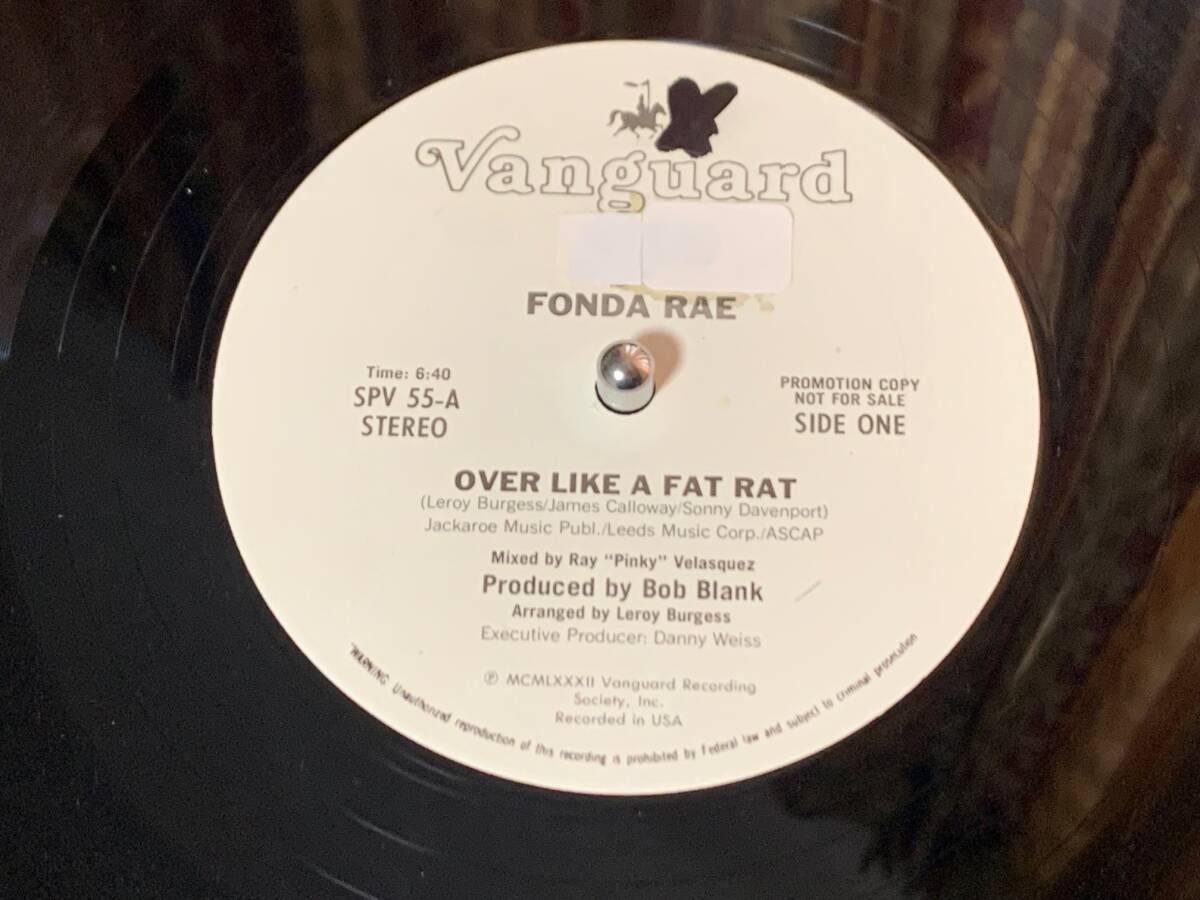 Vanguard
FONDA RAE
Time: 6:40
SPV 55-A
STEREO
PROMOTION COPY
NOT FOR SALE
SIDE ONE
OVER LIKE A FAT RAT
(Leroy Burgess/James Calloway/Sonny Davenport)
Jackaroe Music Publ./Leeds Music Corp./ASCAP
Mixed by Ray "Pinky" Velasquez
Produced by Bob Blank
Arranged by Leroy Burgess
Executive Producer: Danny Weiss
℗ MCMLXXXII Vanguard Recording
Society, Inc.
Recorded in USA
"WARNING: Unauthorized reproduction of this recording is prohibited by Federal law and subject to criminal prosecution